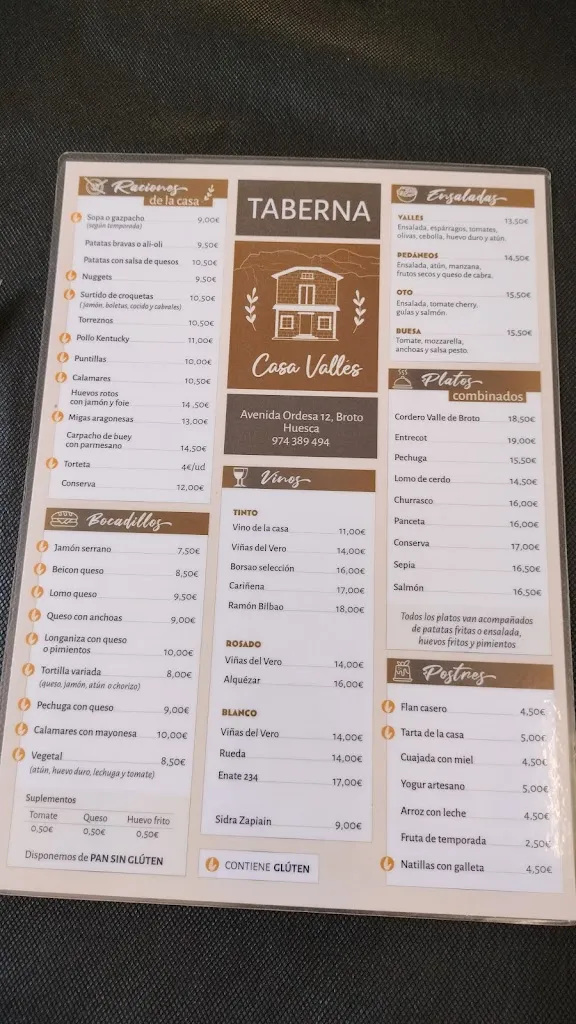 Raciones
de la casa
Sopa o gazpacho 9,00€
(según temporada)
Patatas bravas o ali-oli 9,50€
Patatas con salsa de quesos 10,50€
Nuggets 9,50€
Surtido de croquetas 10,50€
(jamón, boletus, cocido y cabrales)
Torreznos 10,50€
Pollo Kentucky 11,00€
Puntillas 10,00€
Calamares 10,50€
Huevos rotos
con jamón y foie 14,50€
Migas aragonesas 13,00€
Carpacho de buey
con parmesano 14,50€
Torteta 4€/ud
Conserva 12,00€
Bocadillos
Jamón serrano 7,50€
Beicon queso 8,50€
Lomo queso 9,50€
Queso con anchoas 9,00€
Longaniza con queso
o pimientos 10,00€
Tortilla variada 8,00€
(queso, jamón, atún o chorizo)
Pechuga con queso 9,00€
Calamares con mayonesa 10,00€
Vegetal 8,50€
(atún, huevo duro, lechuga y tomate)
Suplementos
Tomate Queso Huevo frito
0,50€ 0,50€ 0,50€
Disponemos de PAN SIN GLÚTEN
TABERNA
Casa Vallés
Avenida Ordesa 12, Broto
Huesca
974 389 494
Vinos
TINTO
Vino de la casa 11,00€
Viñas del Vero 14,00€
Borsao selección 16,00€
Cariñena 17,00€
Ramón Bilbao 18,00€
ROSADO
Viñas del Vero 14,00€
Alquézar 16,00€
BLANCO
Viñas del Vero 14,00€
Rueda 14,00€
Enate 234 17,00€
Sidra Zapiain 9,00€
CONTIENE GLÚTEN
Ensaladas
VALLES 13,50€
Ensalada, espárragos, tomates,
olivas, cebolla, huevo duro y atún.
PEDÁNEOS 14,50€
Ensalada, atún, manzana,
frutos secos y queso de cabra.
OTO 15,50€
Ensalada, tomate cherry,
gulas y salmón.
BUESA 15,50€
Tomate, mozzarella,
anchoas y salsa pesto.
Platos
combinados
Cordero Valle de Broto 18,50€
Entrecot 19,00€
Pechuga 15,50€
Lomo de cerdo 14,50€
Churrasco 16,00€
Panceta 16,00€
Conserva 17,00€
Sepia 16,50€
Salmón 16,50€
Todos los platos van acompañados
de patatas fritas o ensalada,
huevos fritos y pimientos
Postres
Flan casero 4,50€
Tarta de la casa 5,00€
Cuajada con miel 4,50€
Yogur artesano 5,00€
Arroz con leche 4,50€
Fruta de temporada 2,50€
Natillas con galleta 4,50€